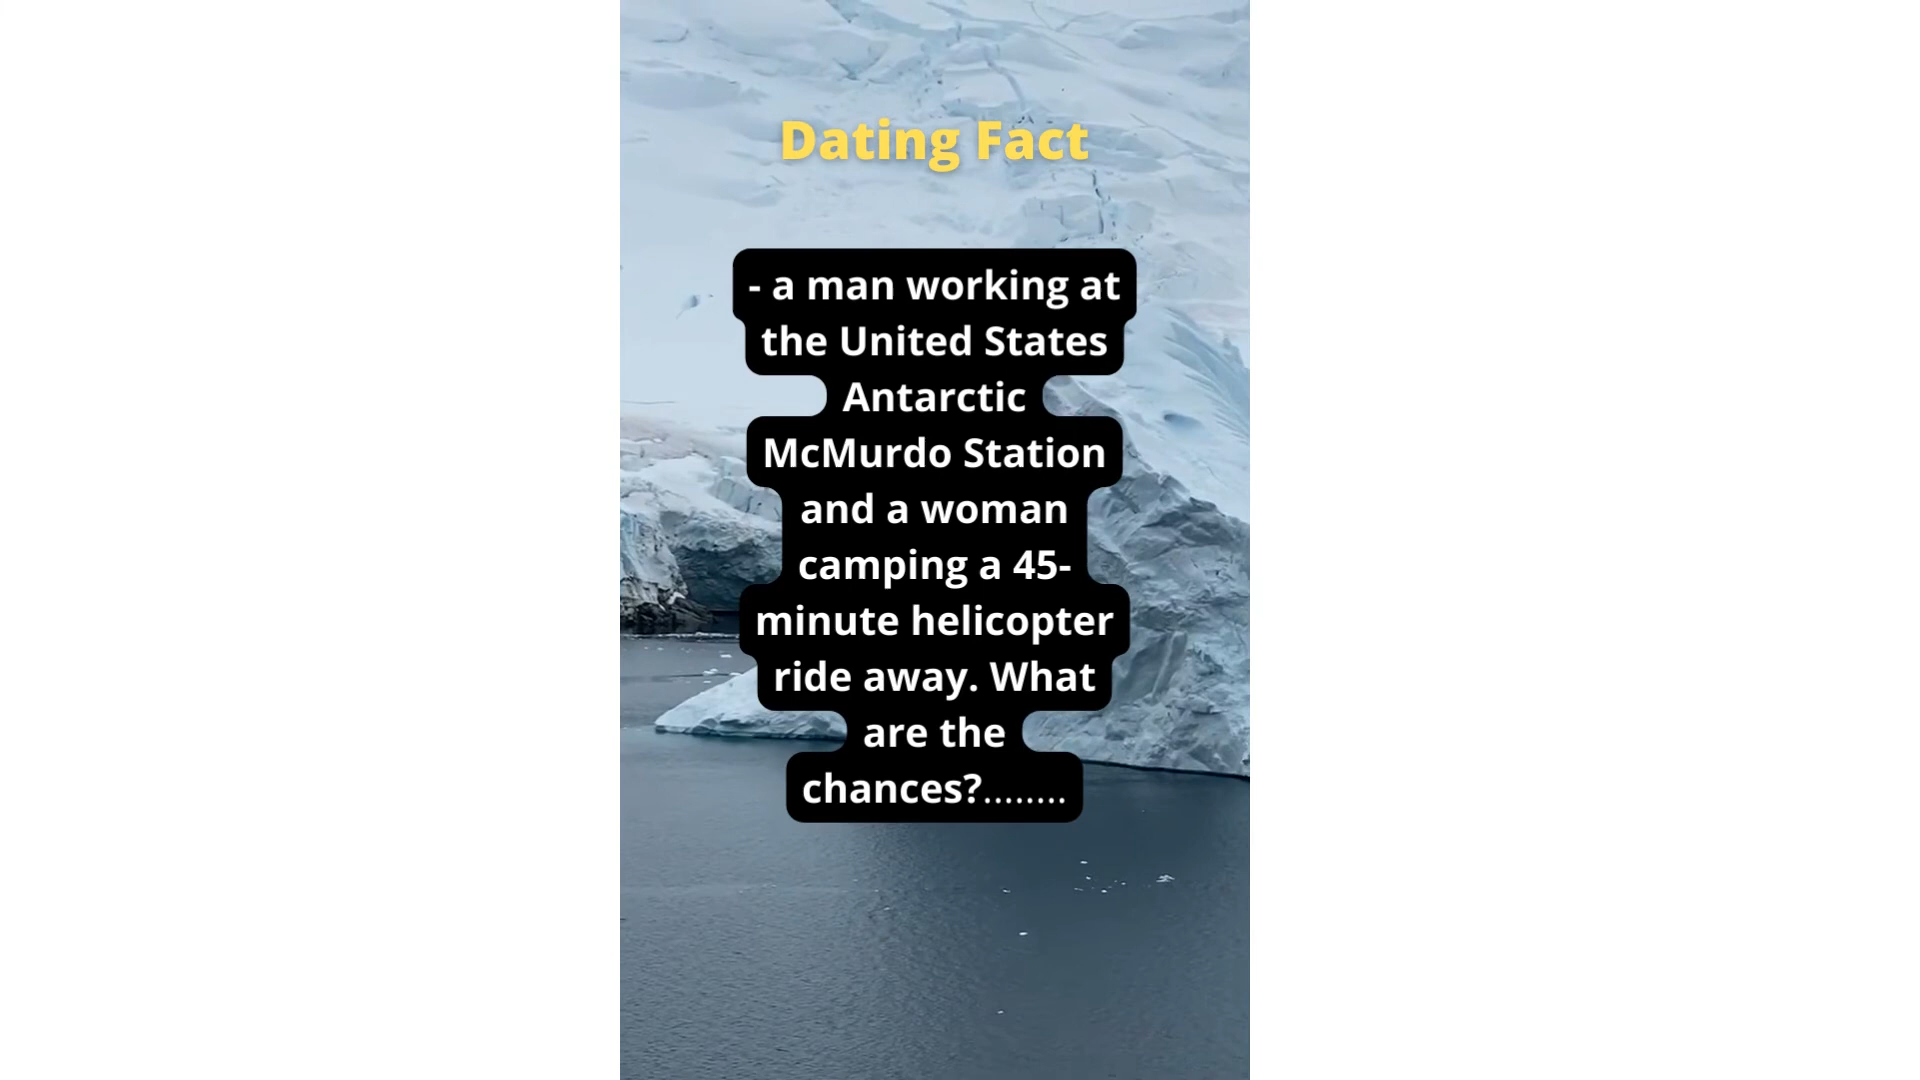 Dating Fact
- a man working at
the United States
Antarctic
McMurdo Station
and a woman
camping a 45-
minute helicopter
ride away. What
are the
chances?........